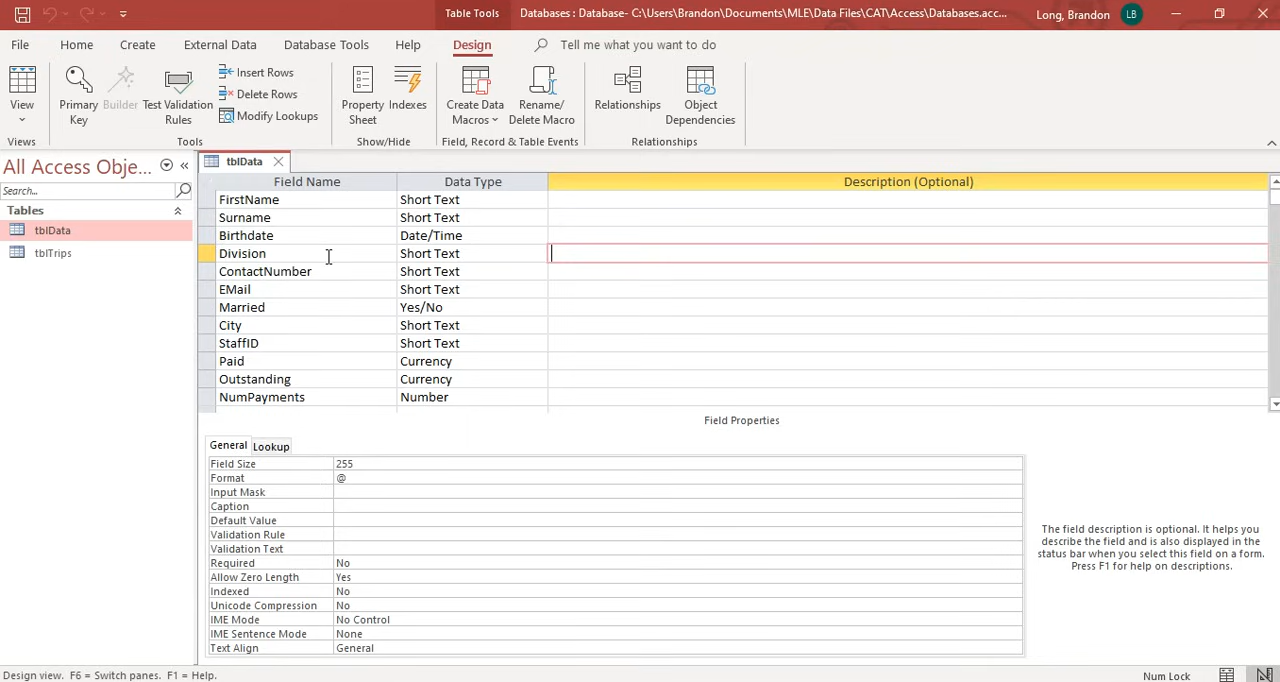 Table Tools
Databases : Database- C:\Users\Brandon\Documents\MLE\Data Files\CAT\Access\Databases.acc...
Long, Brandon
LB
File Home Create External Data Database Tools Help Design Tell me what you want to do
View
Primary Key
Builder
Test Validation Rules
Insert Rows
Delete Rows
Modify Lookups
Property Sheet
Indexes
Create Data Macros
Rename/ Delete Macro
Relationships
Object Dependencies
Views Tools Show/Hide Field, Record & Table Events Relationships
All Access Obje...
Search...
Tables
tblData
tblTrips
tblData
Field Name Data Type Description (Optional)
FirstName Short Text
Surname Short Text
Birthdate Date/Time
Division Short Text
ContactNumber Short Text
EMail Short Text
Married Yes/No
City Short Text
StaffID Short Text
Paid Currency
Outstanding Currency
NumPayments Number
Field Properties
General Lookup
Field Size 255
Format @
Input Mask
Caption
Default Value
Validation Rule
Validation Text
Required No
Allow Zero Length Yes
Indexed No
Unicode Compression No
IME Mode No Control
IME Sentence Mode None
Text Align General
The field description is optional. It helps you
describe the field and is also displayed in the
status bar when you select this field on a form.
Press F1 for help on descriptions.
Design view. F6 = Switch panes. F1 = Help.
Num Lock